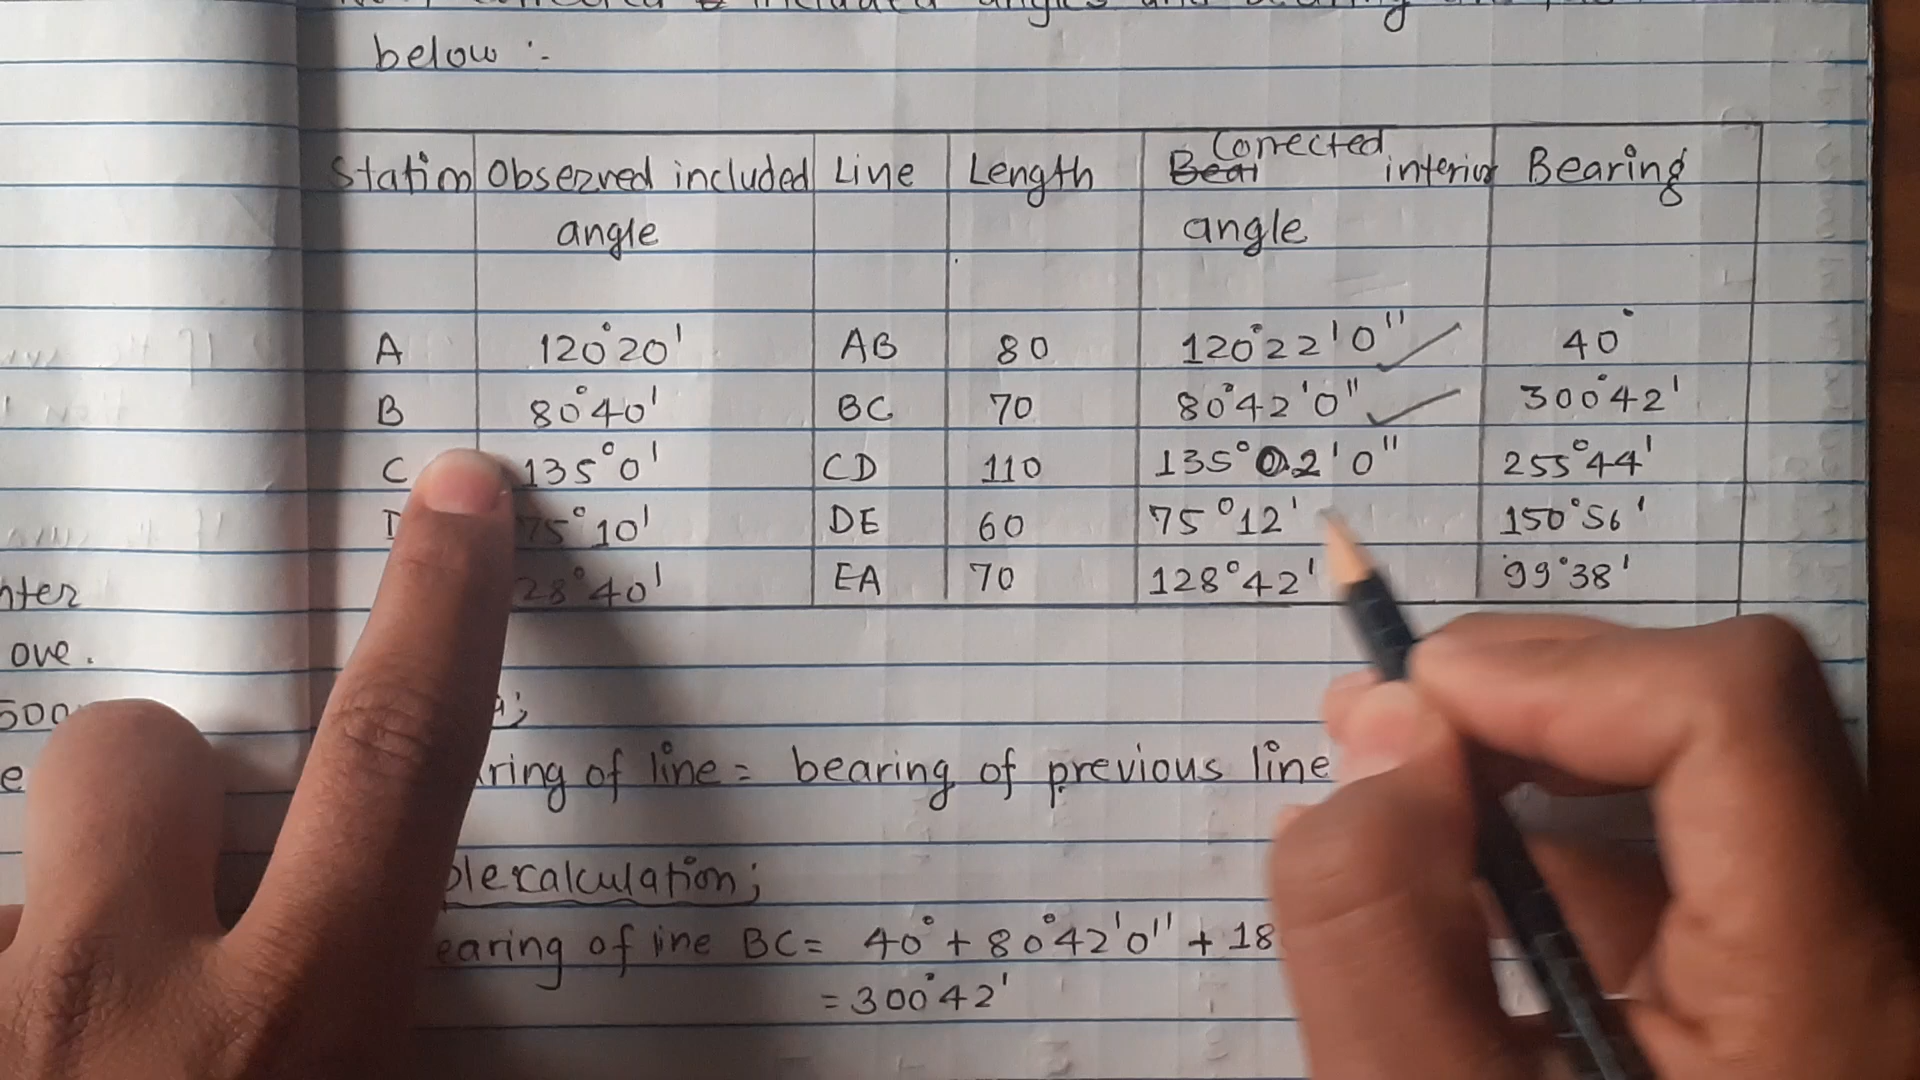 below :-
Station Observed included angle Line Length Corrected interior angle Bearing
A 120°20' AB 80 120°22'0" 40°
B 80°40' BC 70 80°42'0" 300°42'
C 135°0' CD 110 135°02'0" 255°44'
75°10' DE 60 75°12' 150°56'
28°40' EA 70 128°42' 99°38'
nter
ove.
500
ring of line = bearing of previous line
ple calculation;
earing of line BC = 40° + 80°42'0" + 18
= 300°42'